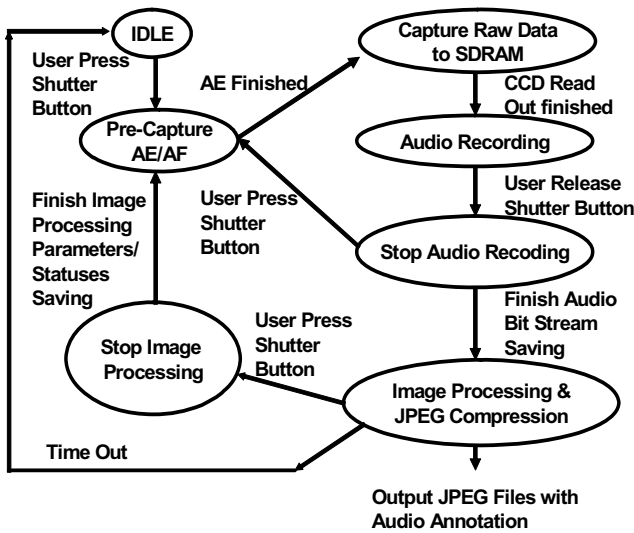 IDLE
User Press
Shutter
Button
Pre-Capture
AE/AF
AE Finished
Capture Raw Data
to SDRAM
CCD Read
Out finished
Audio Recording
User Release
Shutter Button
Stop Audio Recoding
User Press
Shutter
Button
Finish Audio
Bit Stream
Saving
Image Processing &
JPEG Compression
User Press
Shutter
Button
Stop Image
Processing
Finish Image
Processing
Parameters/
Statuses
Saving
Time Out
Output JPEG Files with
Audio Annotation